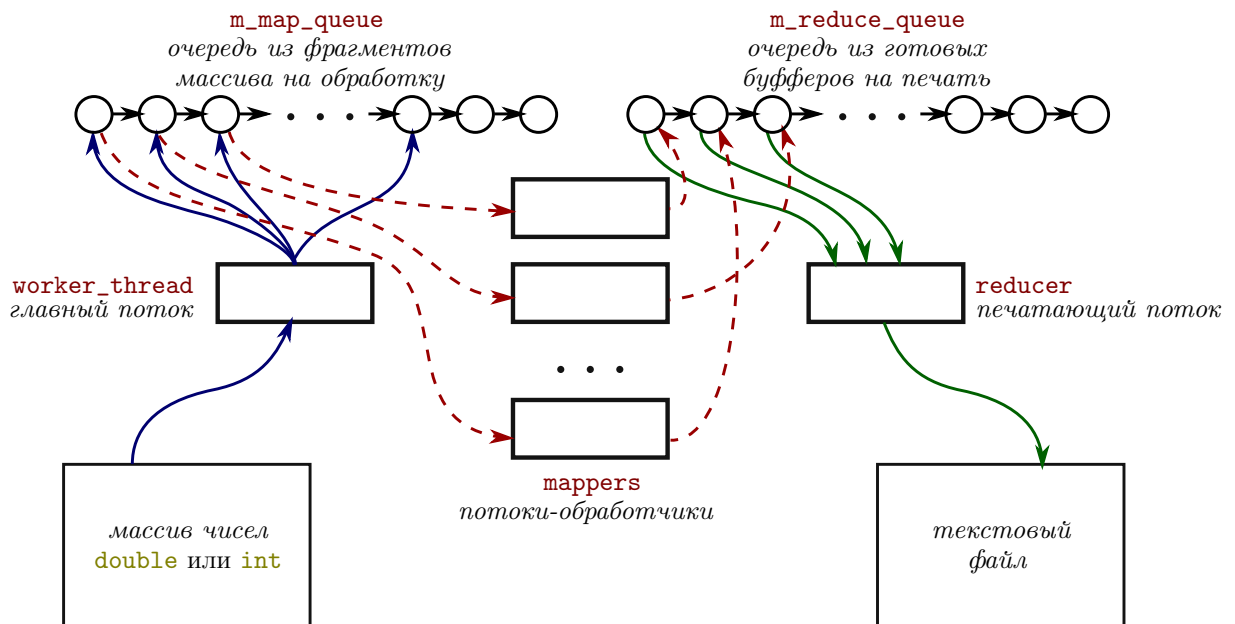 m_map_queue
очередь из фрагментов
массива на обработку
m_reduce_queue
очередь из готовых
буфферов на печать
worker_thread
главный поток
reducer
печатающий поток
mappers
потоки-обработчики
массив чисел
double или int
текстовый
файл